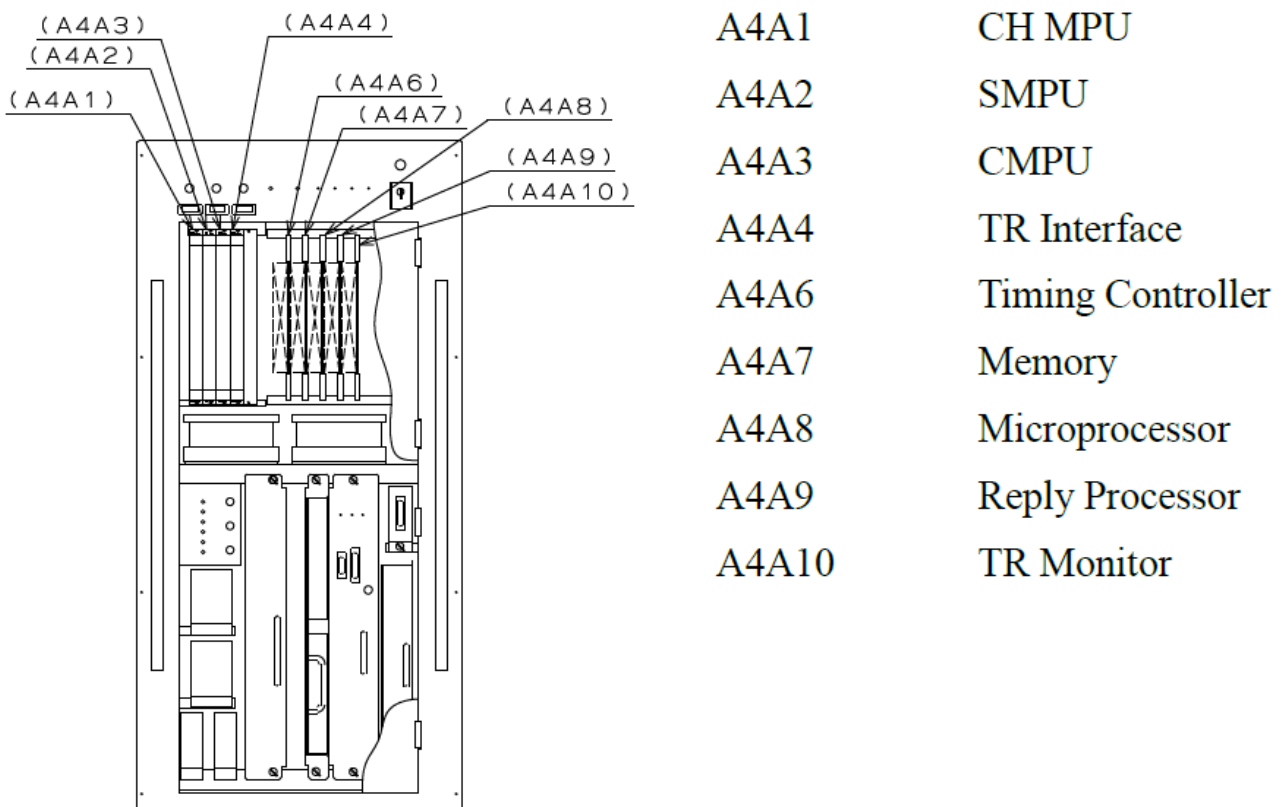 (A4A3)
(A4A4)
(A4A2)
(A4A1)
(A4A6)
(A4A7)
(A4A8)
(A4A9)
(A4A10)
A4A1 CH MPU
A4A2 SMPU
A4A3 CMPU
A4A4 TR Interface
A4A6 Timing Controller
A4A7 Memory
A4A8 Microprocessor
A4A9 Reply Processor
A4A10 TR Monitor